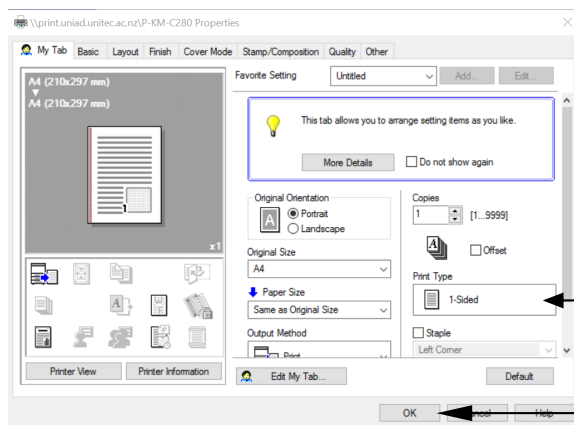 \\print.uniad.unitec.ac.nz\P-KM-C280 Properties
My Tab Basic Layout Finish Cover Mode Stamp/Composition Quality Other
A4 (210x297 mm)
A4 (210x297 mm)
1
x1
Printer View Printer Information
Favorite Setting Untitled Add... Edit...
This tab allows you to arrange setting items as you like.
More Details Do not show again
Original Orientation
A Portrait
Landscape
Original Size
A4
Paper Size
Same as Original Size
Output Method
Print
Copies
1 [1...9999]
Offset
Print Type
1-Sided
Staple
Left Corner
Edit My Tab... Default
OK Cancel Help